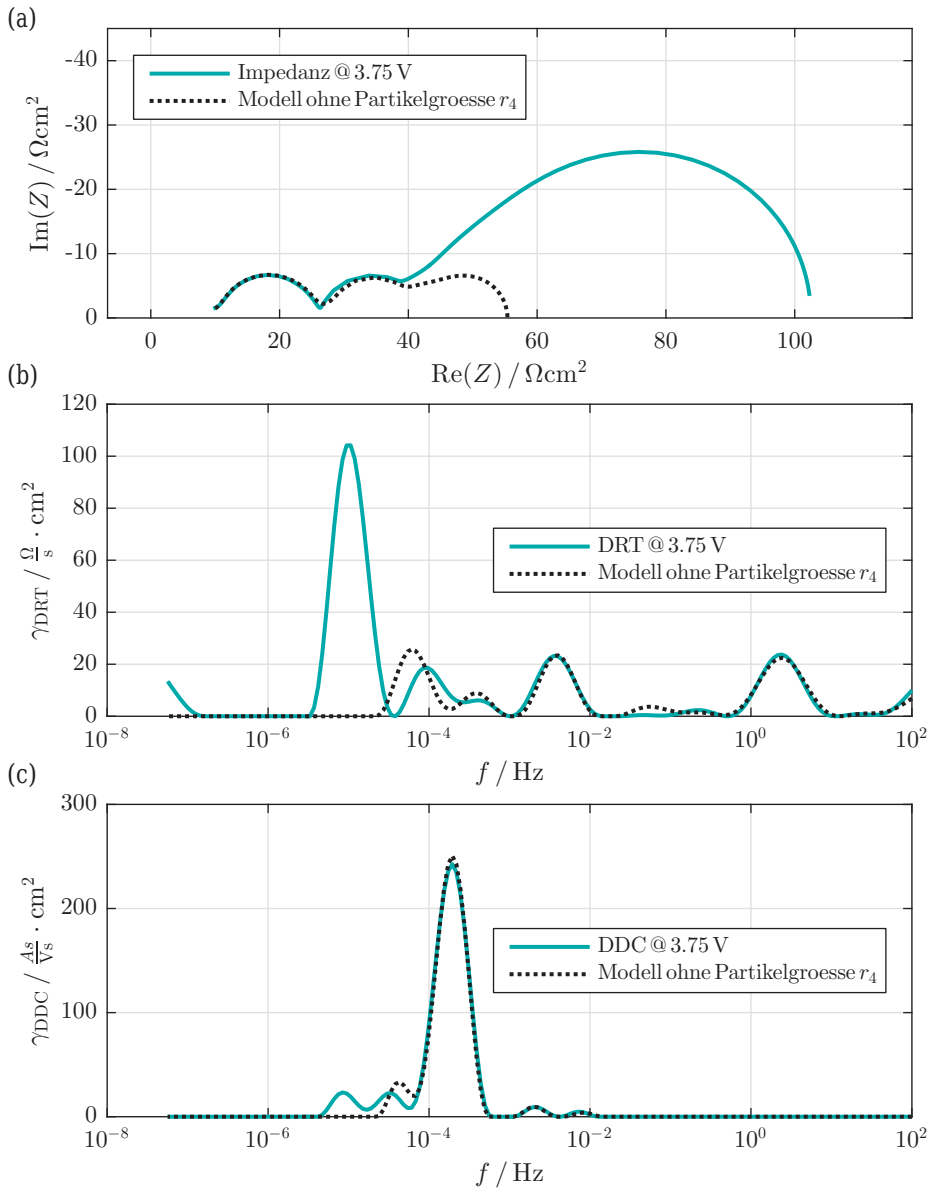 (a)
-40
-30
-20
-10
0
Im(Z) / Ωcm²
Impedanz @ 3.75 V
Modell ohne Partikelgroesse r₄
0 20 40 60 80 100
Re(Z) / Ωcm²
(b)
120
100
80
60
40
20
0
γ_DRT / Ω/s · cm²
DRT @ 3.75 V
Modell ohne Partikelgroesse r₄
10⁻⁸ 10⁻⁶ 10⁻⁴ 10⁻² 10⁰ 10²
f / Hz
(c)
300
200
100
0
γ_DDC / As/Vs · cm²
DDC @ 3.75 V
Modell ohne Partikelgroesse r₄
10⁻⁸ 10⁻⁶ 10⁻⁴ 10⁻² 10⁰ 10²
f / Hz